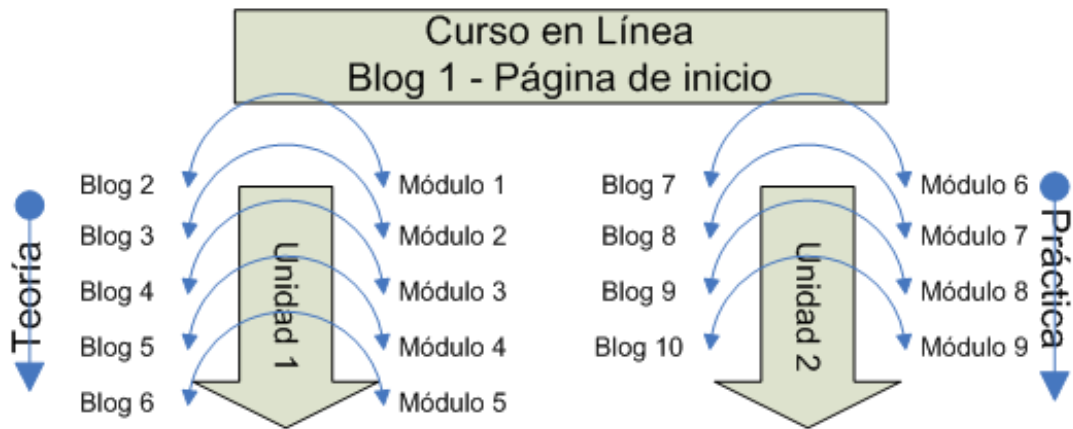 Curso en Línea
Blog 1 - Página de inicio
Teoría
Blog 2
Blog 3
Blog 4
Blog 5
Blog 6
Unidad 1
Módulo 1
Módulo 2
Módulo 3
Módulo 4
Módulo 5
Blog 7
Blog 8
Blog 9
Blog 10
Unidad 2
Módulo 6
Módulo 7
Módulo 8
Módulo 9
Práctica